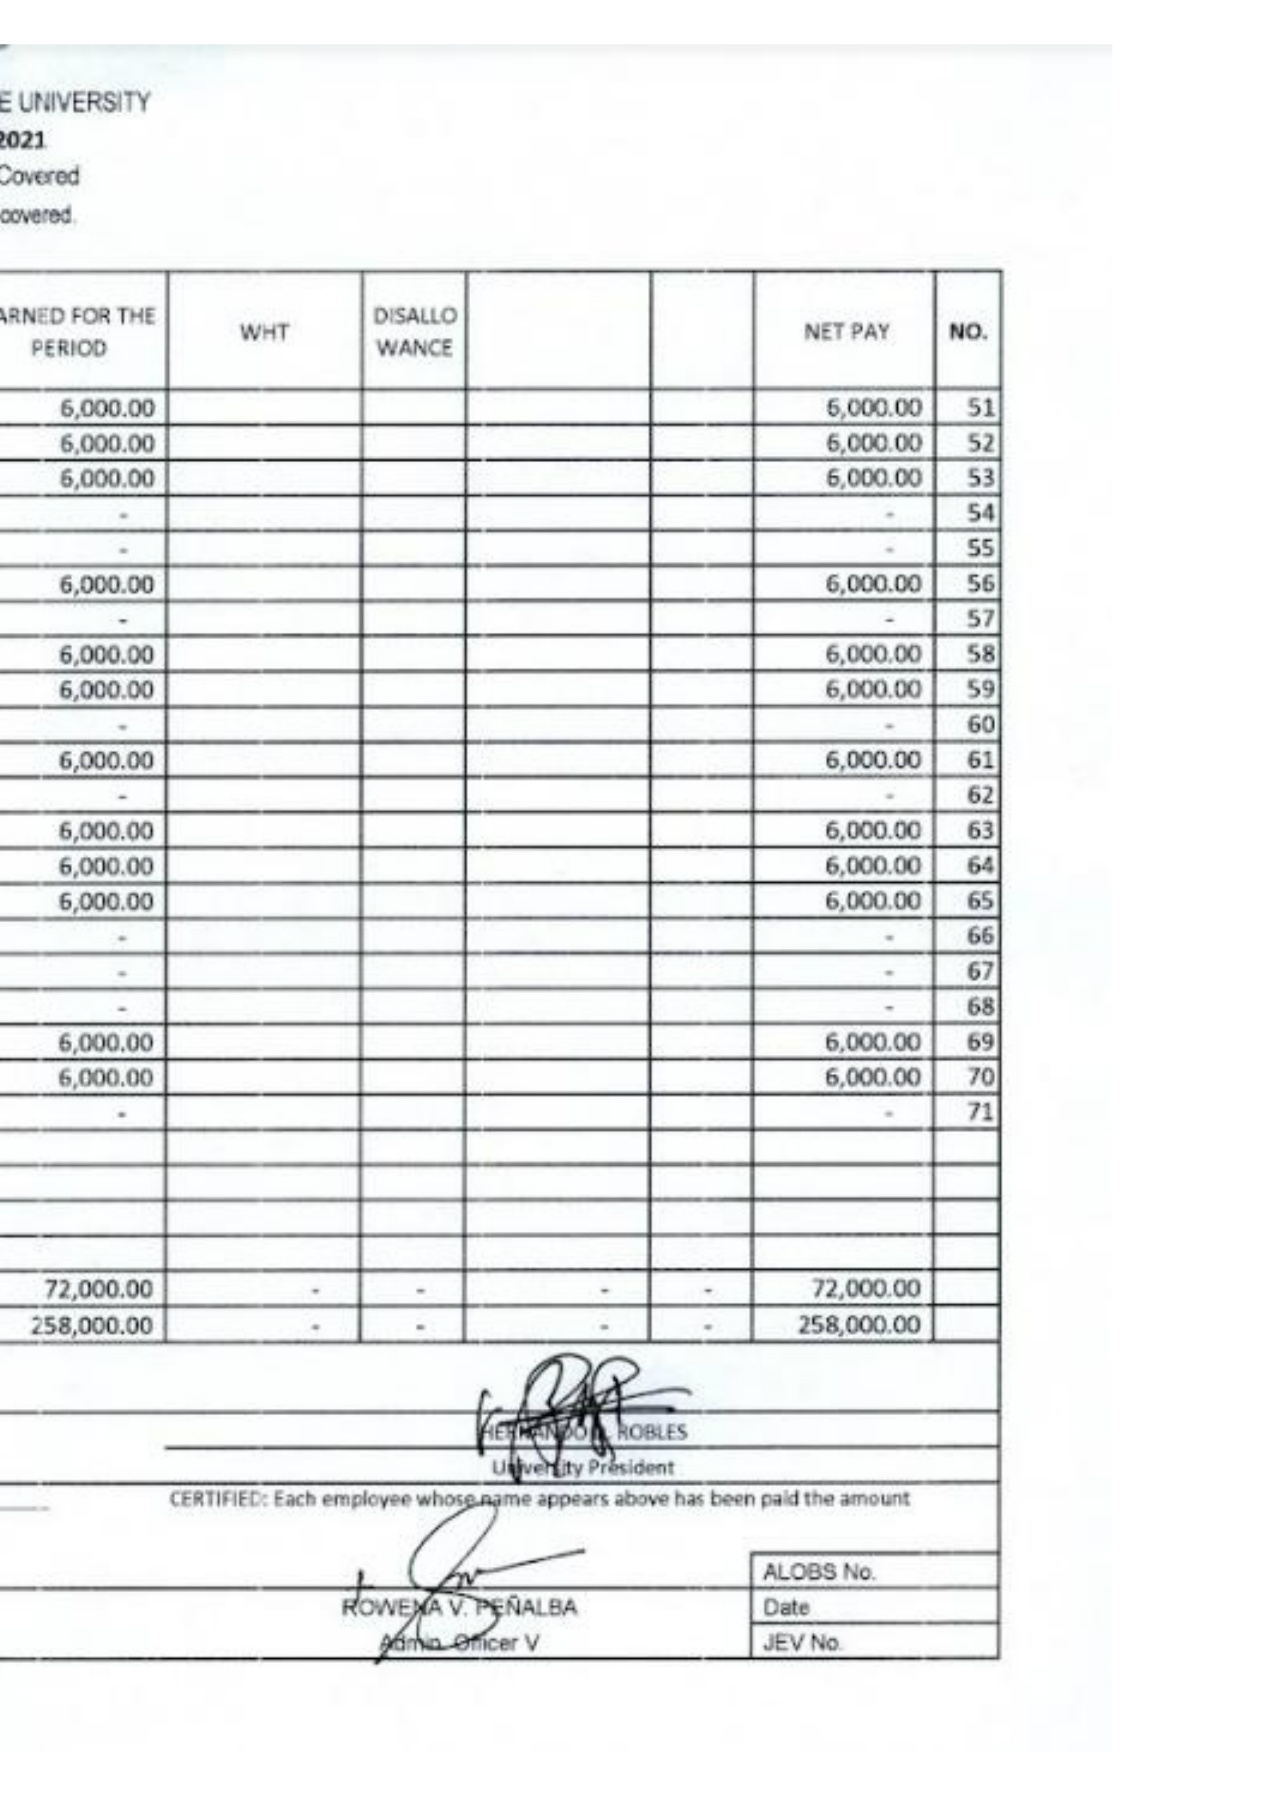 E UNIVERSITY
2021
Covered
covered.
ARNED FOR THE PERIOD WHT DISALLO WANCE NET PAY NO.
6,000.00 6,000.00 51
6,000.00 6,000.00 52
6,000.00 6,000.00 53
- - 54
- - 55
6,000.00 6,000.00 56
- - 57
6,000.00 6,000.00 58
6,000.00 6,000.00 59
- - 60
6,000.00 6,000.00 61
- - 62
6,000.00 6,000.00 63
6,000.00 6,000.00 64
6,000.00 6,000.00 65
- - 66
- - 67
- - 68
6,000.00 6,000.00 69
6,000.00 6,000.00 70
- - 71
72,000.00 - - - - 72,000.00
258,000.00 - - - - 258,000.00
HERNANDO ROBLES
University President
CERTIFIED: Each employee whose name appears above has been paid the amount
ALOBS No.
ROWENA V. PEÑALBA Date
Admin. Officer V JEV No.